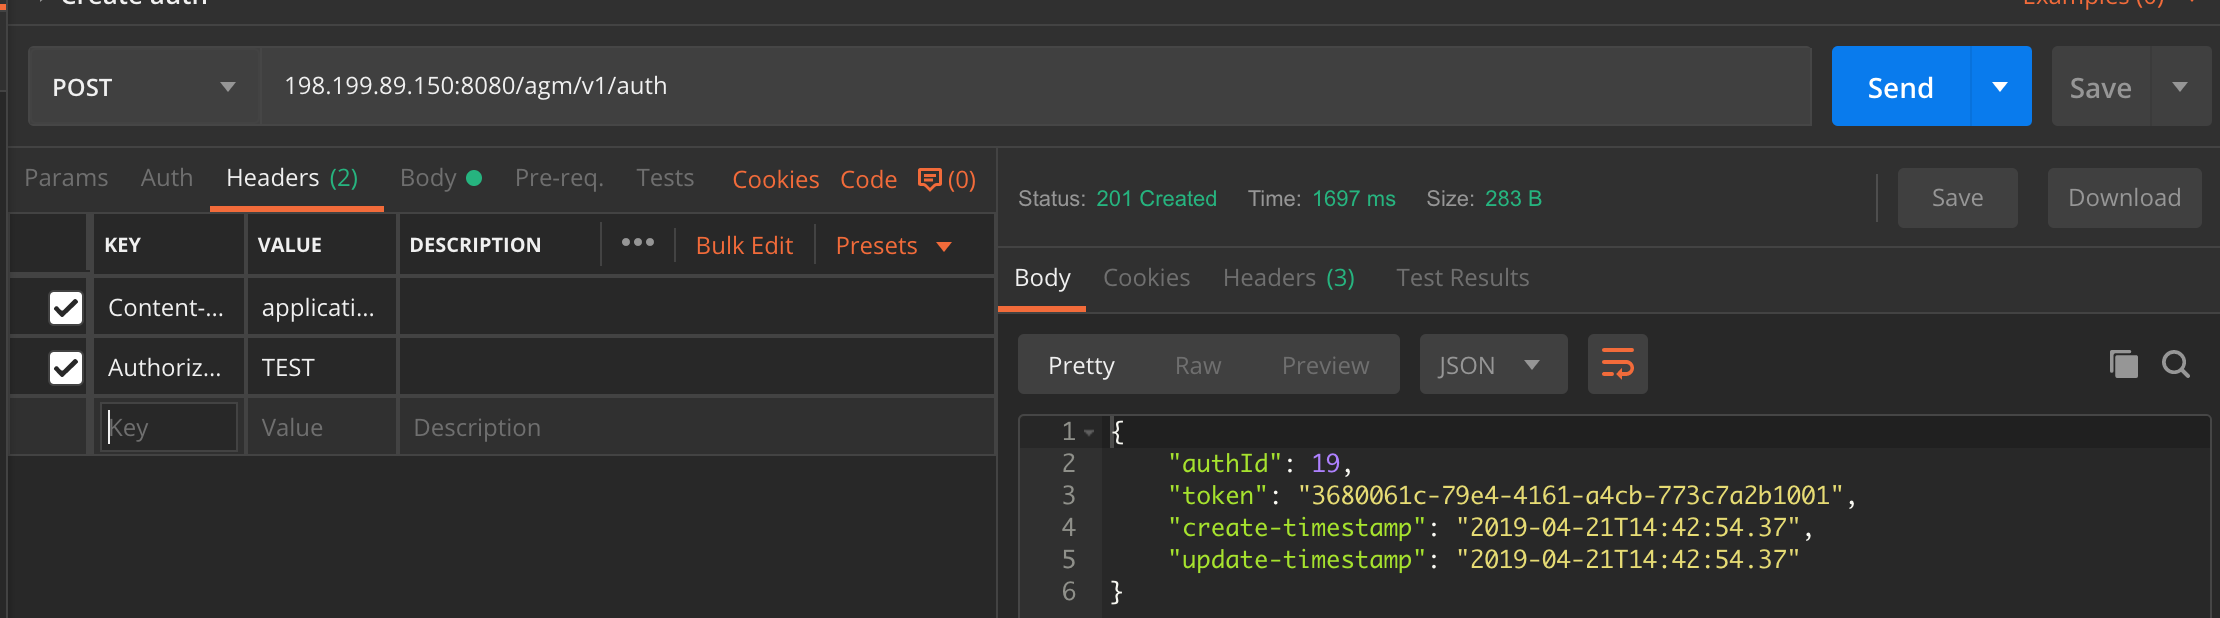 Create auth
Examples (0)
POST
198.199.89.150:8080/agm/v1/auth
Send
Save
Params Auth Headers (2) Body Pre-req. Tests Cookies Code (0)
KEY VALUE DESCRIPTION ••• Bulk Edit Presets
Content-... applicati...
Authoriz... TEST
Key Value Description
Status: 201 Created Time: 1697 ms Size: 283 B
Save Download
Body Cookies Headers (3) Test Results
Pretty Raw Preview JSON
1 {
2 "authId": 19,
3 "token": "3680061c-79e4-4161-a4cb-773c7a2b1001",
4 "create-timestamp": "2019-04-21T14:42:54.37",
5 "update-timestamp": "2019-04-21T14:42:54.37"
6 }